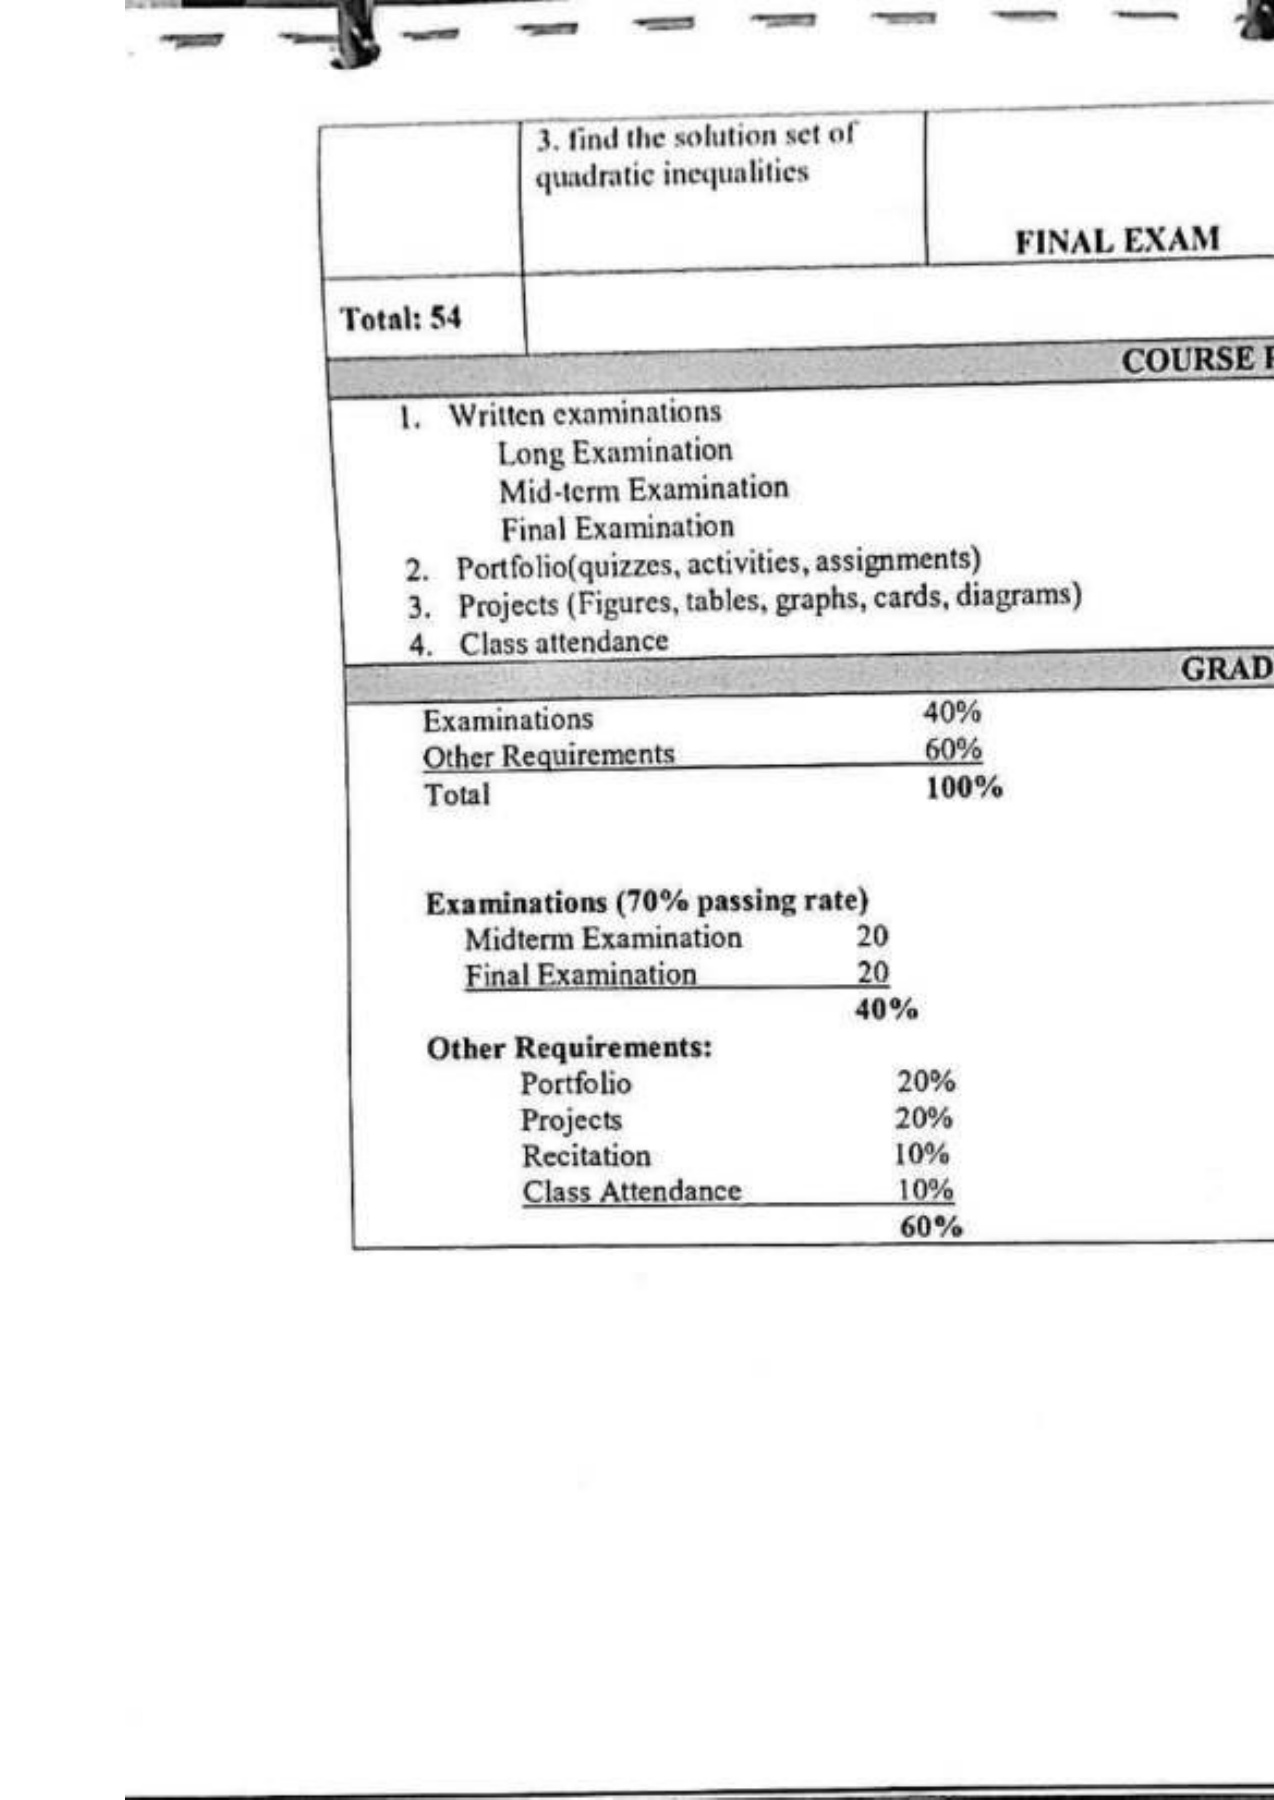 3. find the solution set of
quadratic inequalities
FINAL EXAM
Total: 54
COURSE
1. Written examinations
Long Examination
Mid-term Examination
Final Examination
2. Portfolio(quizzes, activities, assignments)
3. Projects (Figures, tables, graphs, cards, diagrams)
4. Class attendance
GRAD
Examinations 40%
Other Requirements 60%
Total 100%
Examinations (70% passing rate)
Midterm Examination 20
Final Examination 20
40%
Other Requirements:
Portfolio 20%
Projects 20%
Recitation 10%
Class Attendance 10%
60%